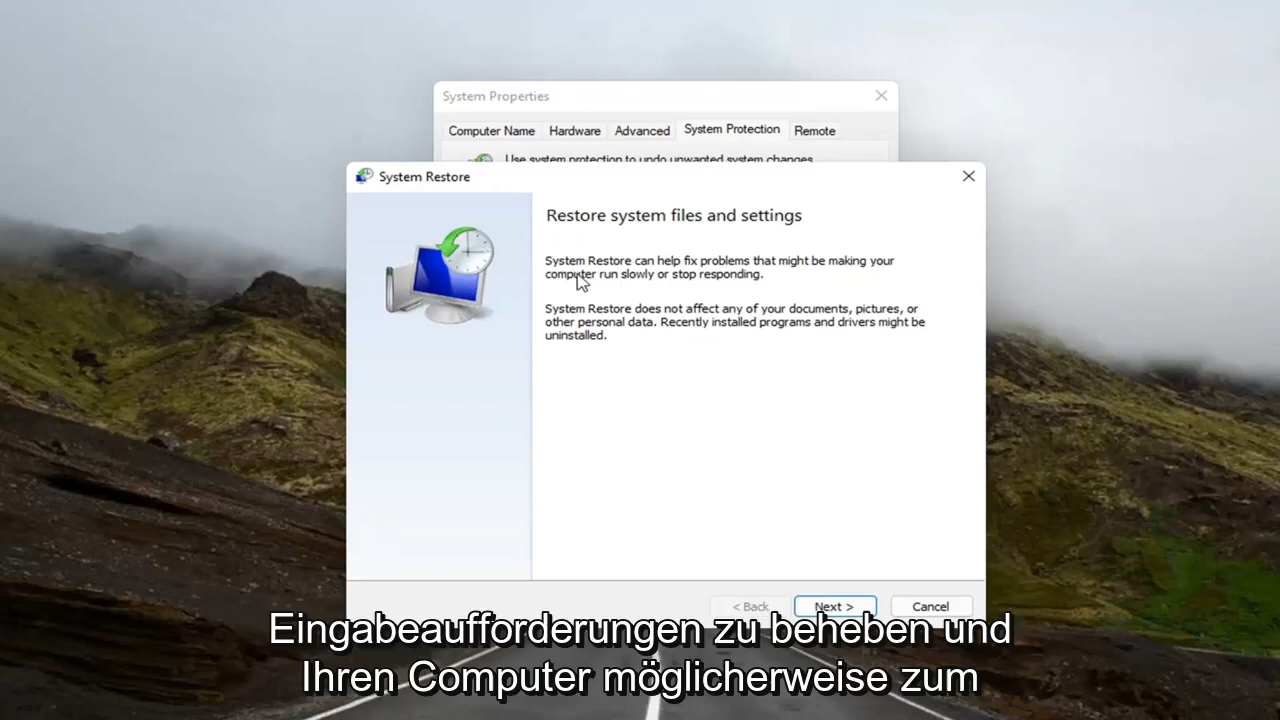 System Properties
Computer Name Hardware Advanced System Protection Remote
Use system protection to undo unwanted system changes.
System Restore
Restore system files and settings
System Restore can help fix problems that might be making your
computer run slowly or stop responding.
System Restore does not affect any of your documents, pictures, or
other personal data. Recently installed programs and drivers might be
uninstalled.
< Back Next > Cancel
Eingabeaufforderungen zu beheben und
Ihren Computer möglicherweise zum